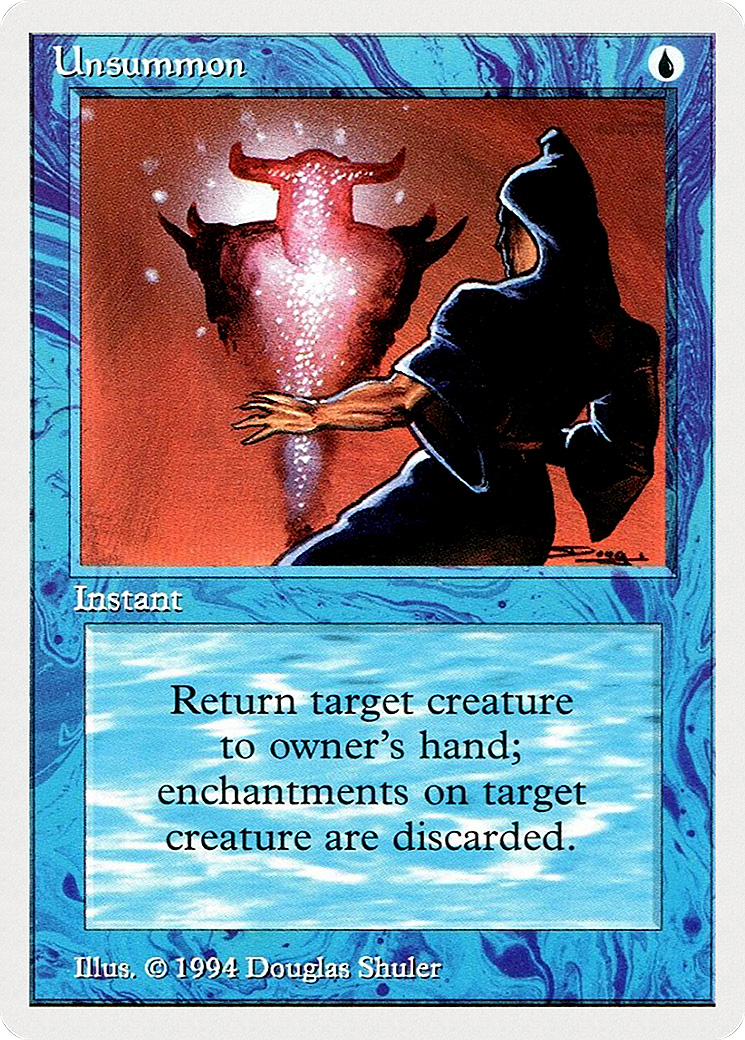 Unsummon
Instant
Return target creature
to owner's hand;
enchantments on target
creature are discarded.
Illus. © 1994 Douglas Shuler